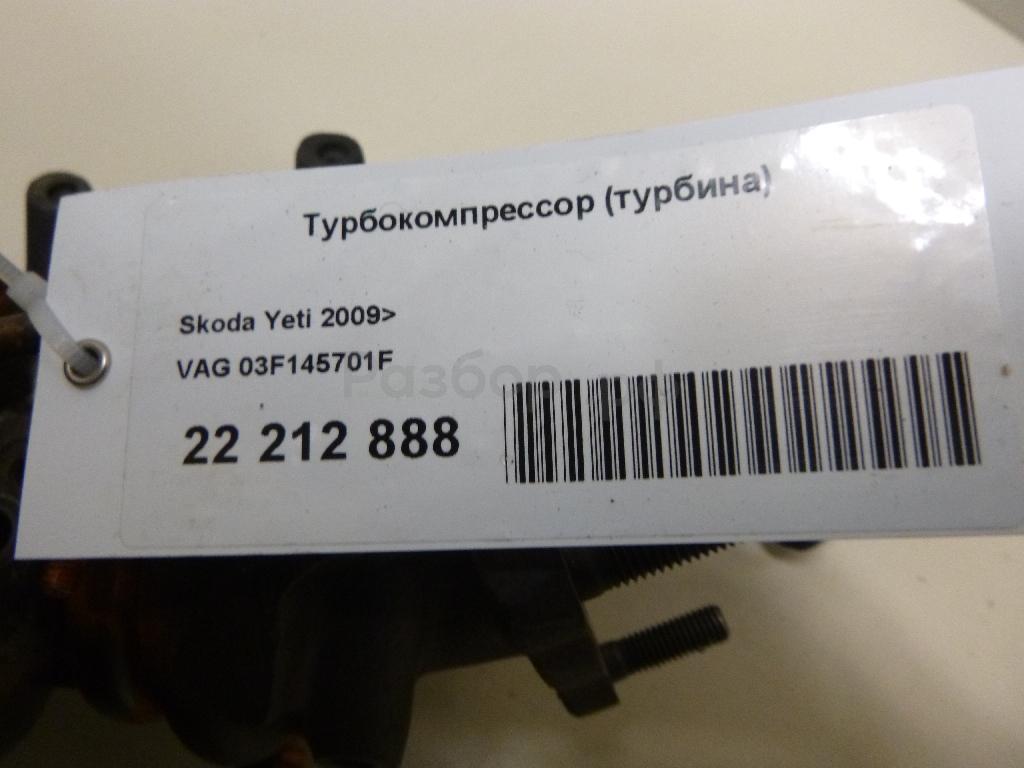 Турбокомпрессор (турбина)
Skoda Yeti 2009>
VAG 03F145701F
22 212 888